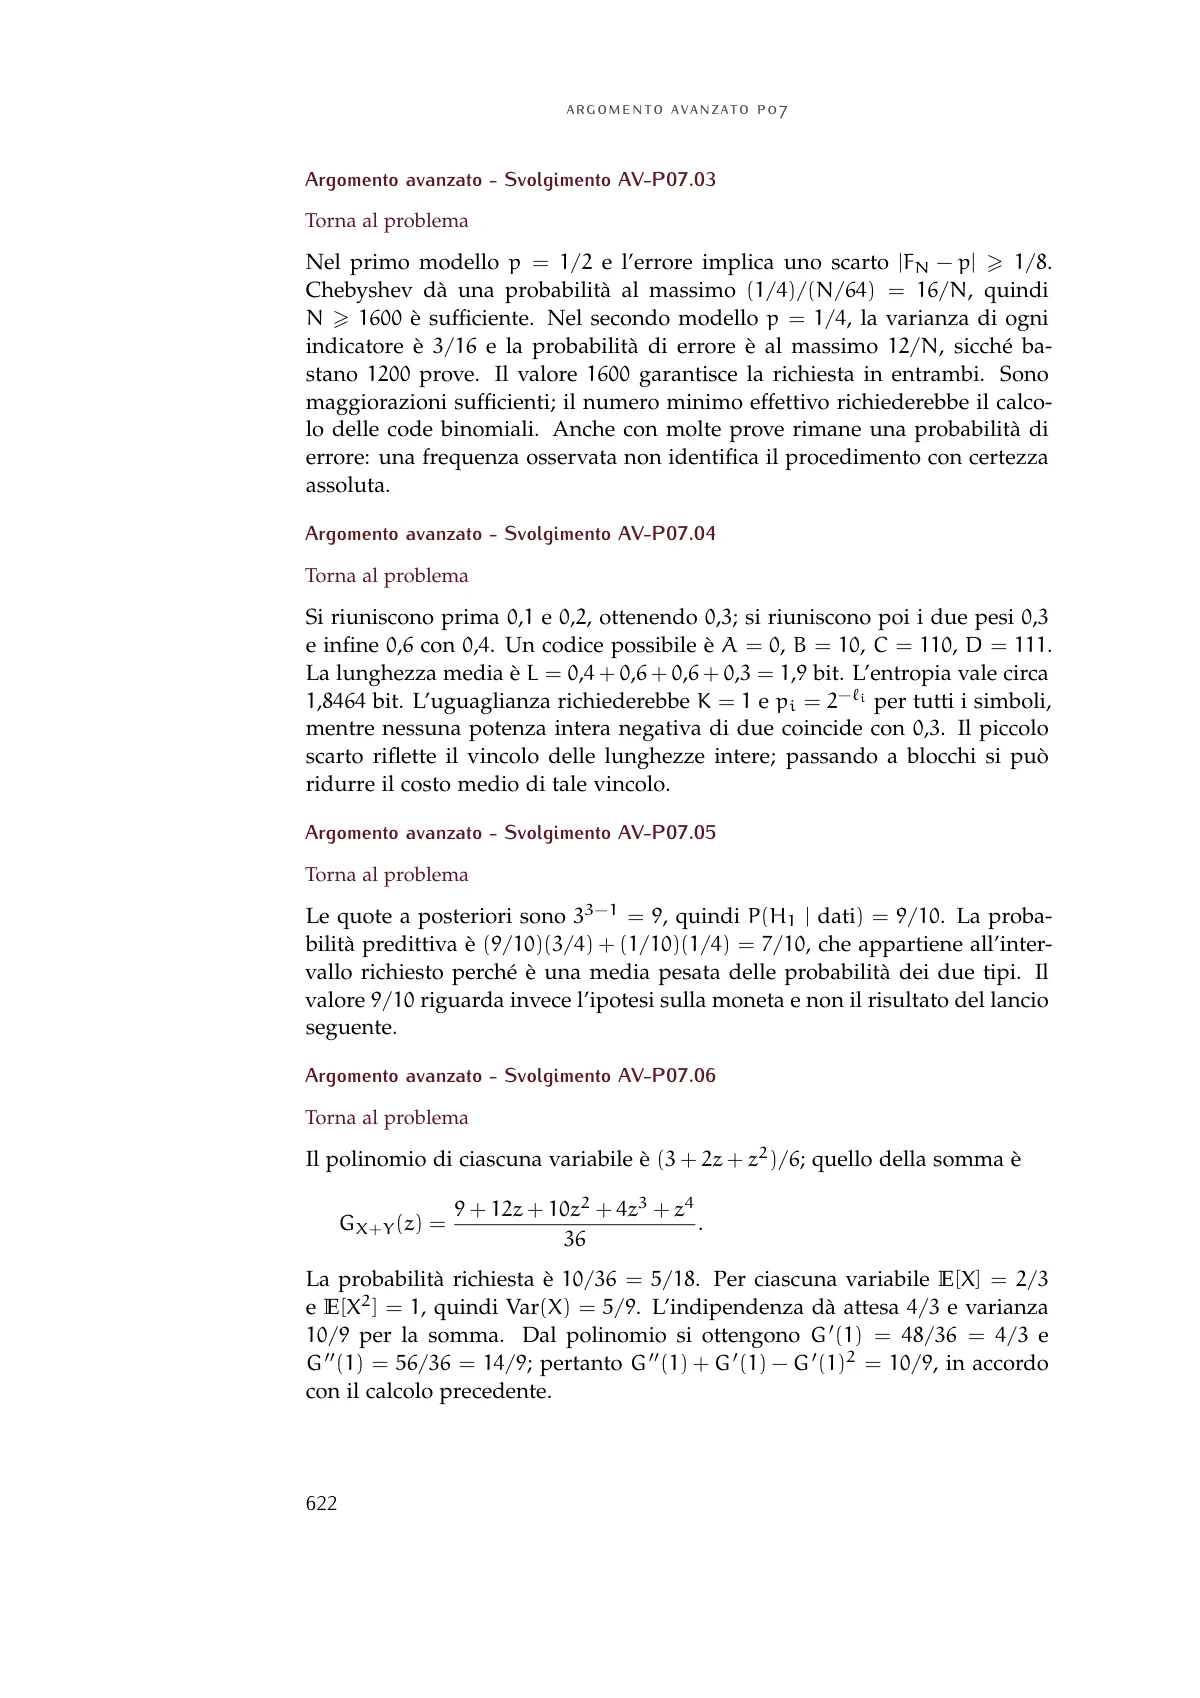 ARGOMENTO AVANZATO P07
Argomento avanzato – Svolgimento AV-P07.03
Torna al problema
Nel primo modello p = 1/2 e l'errore implica uno scarto |F_N − p| ⩾ 1/8.
Chebyshev dà una probabilità al massimo (1/4)/(N/64) = 16/N, quindi
N ⩾ 1600 è sufficiente. Nel secondo modello p = 1/4, la varianza di ogni
indicatore è 3/16 e la probabilità di errore è al massimo 12/N, sicché ba-
stano 1200 prove. Il valore 1600 garantisce la richiesta in entrambi. Sono
maggiorazioni sufficienti; il numero minimo effettivo richiederebbe il calco-
lo delle code binomiali. Anche con molte prove rimane una probabilità di
errore: una frequenza osservata non identifica il procedimento con certezza
assoluta.
Argomento avanzato – Svolgimento AV-P07.04
Torna al problema
Si riuniscono prima 0,1 e 0,2, ottenendo 0,3; si riuniscono poi i due pesi 0,3
e infine 0,6 con 0,4. Un codice possibile è A = 0, B = 10, C = 110, D = 111.
La lunghezza media è L = 0,4 + 0,6 + 0,6 + 0,3 = 1,9 bit. L'entropia vale circa
1,8464 bit. L'uguaglianza richiederebbe K = 1 e p_i = 2^{−ℓ_i} per tutti i simboli,
mentre nessuna potenza intera negativa di due coincide con 0,3. Il piccolo
scarto riflette il vincolo delle lunghezze intere; passando a blocchi si può
ridurre il costo medio di tale vincolo.
Argomento avanzato – Svolgimento AV-P07.05
Torna al problema
Le quote a posteriori sono 3^{3−1} = 9, quindi P(H_1 | dati) = 9/10. La proba-
bilità predittiva è (9/10)(3/4) + (1/10)(1/4) = 7/10, che appartiene all'inter-
vallo richiesto perché è una media pesata delle probabilità dei due tipi. Il
valore 9/10 riguarda invece l'ipotesi sulla moneta e non il risultato del lancio
seguente.
Argomento avanzato – Svolgimento AV-P07.06
Torna al problema
Il polinomio di ciascuna variabile è (3 + 2z + z²)/6; quello della somma è
G_{X+Y}(z) = (9 + 12z + 10z² + 4z³ + z⁴)/36.
La probabilità richiesta è 10/36 = 5/18. Per ciascuna variabile 𝔼[X] = 2/3
e 𝔼[X²] = 1, quindi Var(X) = 5/9. L'indipendenza dà attesa 4/3 e varianza
10/9 per la somma. Dal polinomio si ottengono G′(1) = 48/36 = 4/3 e
G″(1) = 56/36 = 14/9; pertanto G″(1) + G′(1) − G′(1)² = 10/9, in accordo
con il calcolo precedente.
622